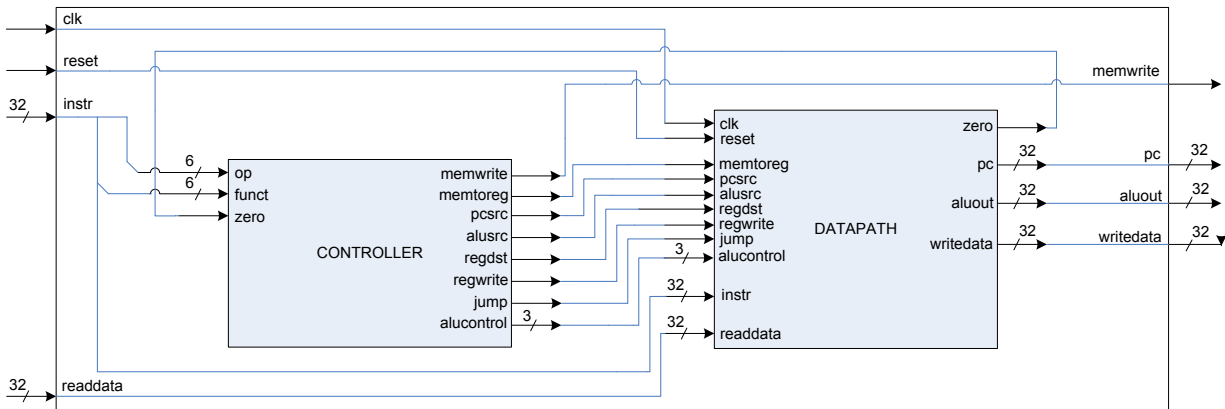 clk
reset
32 instr
memwrite
clk
reset
zero
6 op
6 funct
zero
memwrite
memtoreg
pcsrc
alusrc
regdst
regwrite
jump
alucontrol 3
CONTROLLER
memtoreg
pcsrc
alusrc
regdst
regwrite
jump
3 alucontrol
32 instr
32 readdata
DATAPATH
pc 32 pc 32
aluout 32 aluout 32
writedata 32 writedata 32
32 readdata